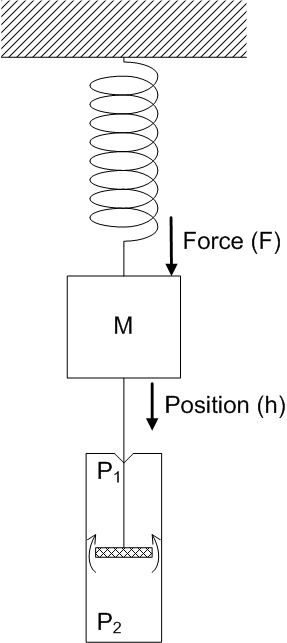 Force (F)
M
Position (h)
P₁
P₂